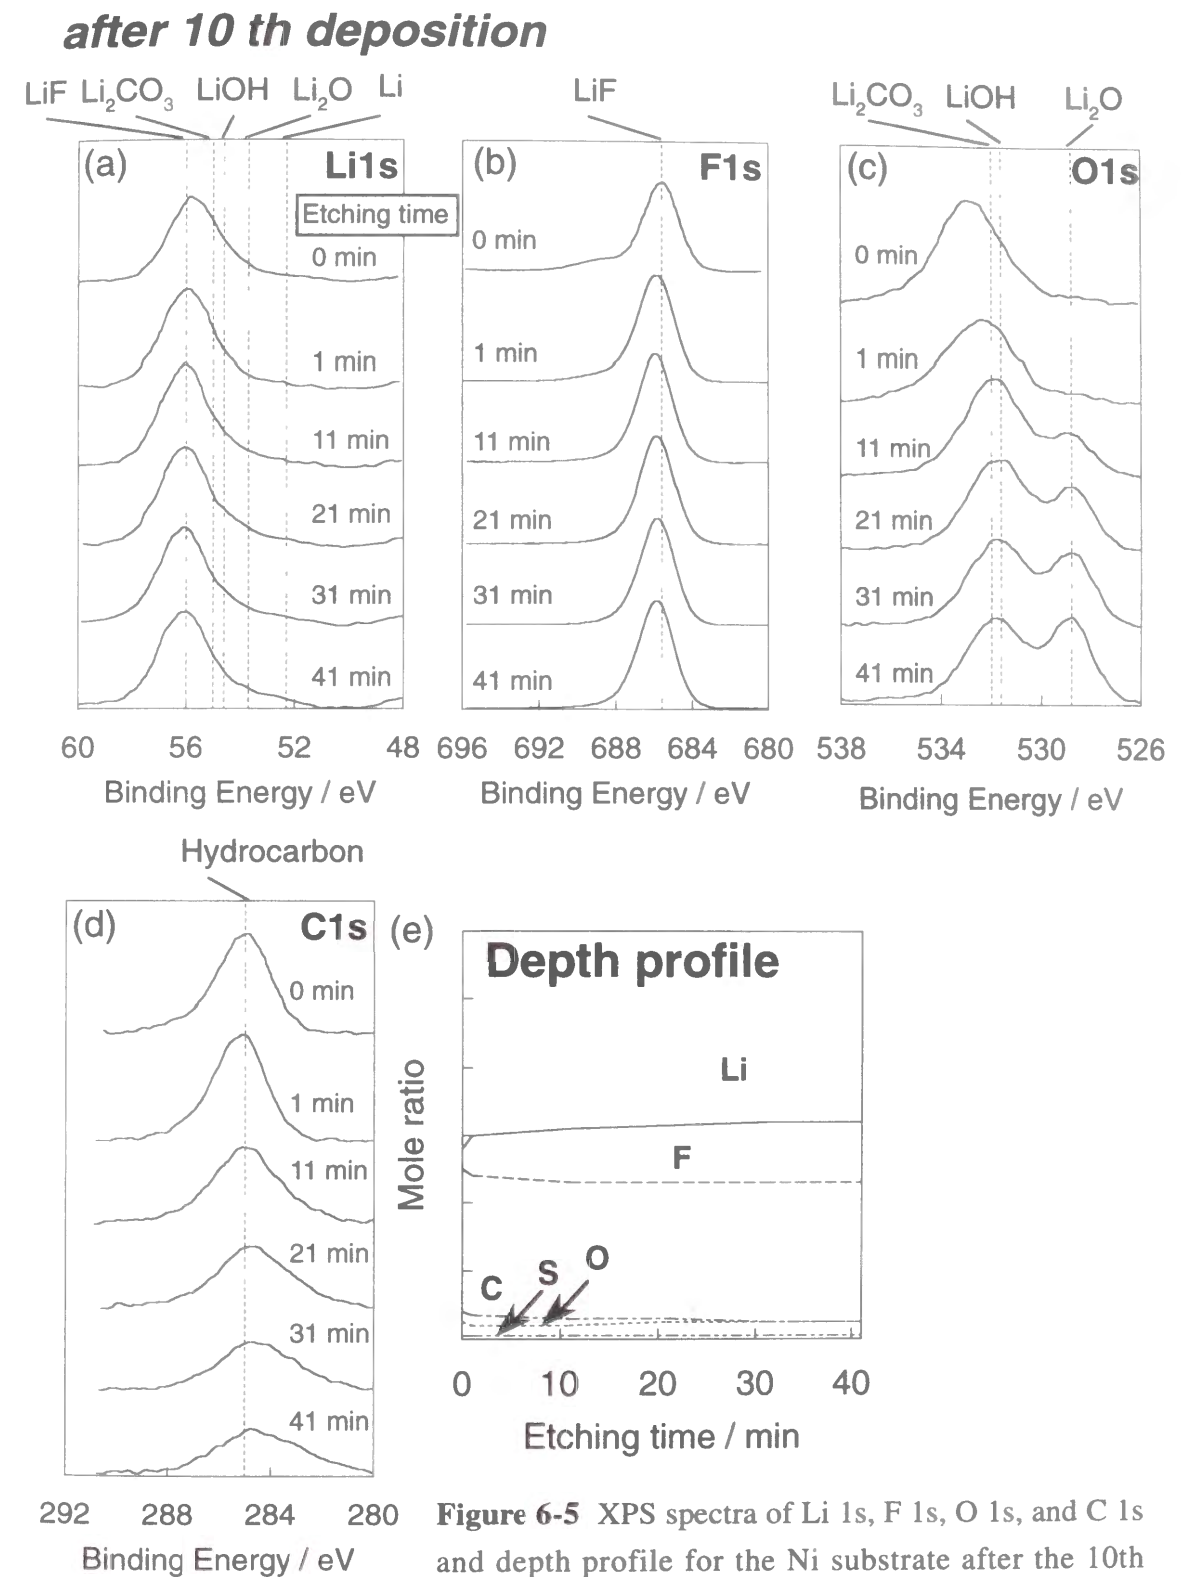 after 10 th deposition
LiF Li₂CO₃ LiOH Li₂O Li
(a) Li1s
Etching time
0 min
1 min
11 min
21 min
31 min
41 min
60 56 52 48
Binding Energy / eV
LiF
(b) F1s
0 min
1 min
11 min
21 min
31 min
41 min
696 692 688 684 680
Binding Energy / eV
Li₂CO₃ LiOH Li₂O
(c) O1s
0 min
1 min
11 min
21 min
31 min
41 min
538 534 530 526
Binding Energy / eV
Hydrocarbon
(d) C1s
0 min
1 min
11 min
21 min
31 min
41 min
292 288 284 280
Binding Energy / eV
(e)
Depth profile
Mole ratio
Li
F
C S O
0 10 20 30 40
Etching time / min
Figure 6-5 XPS spectra of Li 1s, F 1s, O 1s, and C 1s
and depth profile for the Ni substrate after the 10th